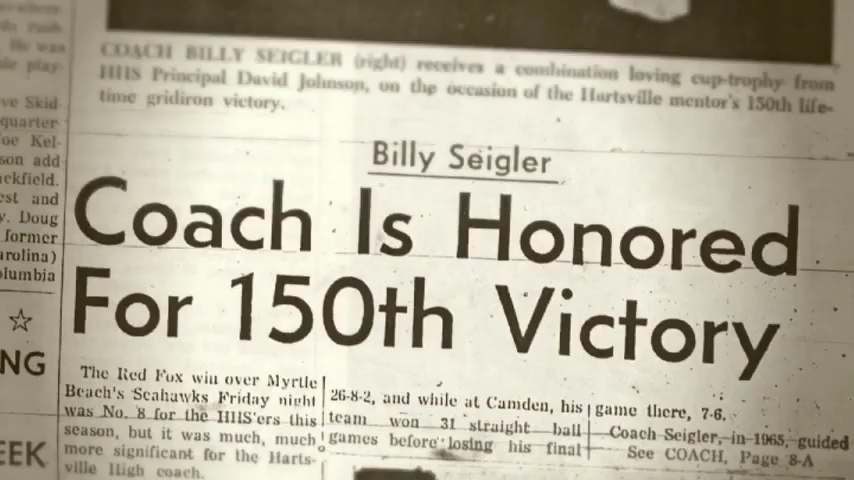 COACH BILLY SEIGLER (right) receives a combination loving cup-trophy from
HHS Principal David Johnson, on the occasion of the Hartsville mentor's 150th life-
time gridiron victory.
Billy Seigler
Coach Is Honored
For 150th Victory
The Red Fox win over Myrtle
Beach's Seahawks Friday night
was No. 8 for the HHS'ers this
season, but it was much, much
more significant for the Harts-
ville High coach.
26-8-2, and while at Camden, his
team won 31 straight ball
games before losing his final
game there, 7-6.
Coach Seigler, in 1965, guided
See COACH, Page 8-A
He was
play-
Skid
quarter-
Kel-
son add
ackfield.
est and
y. Doug
former
arolina)
olumbia
NG
EEK